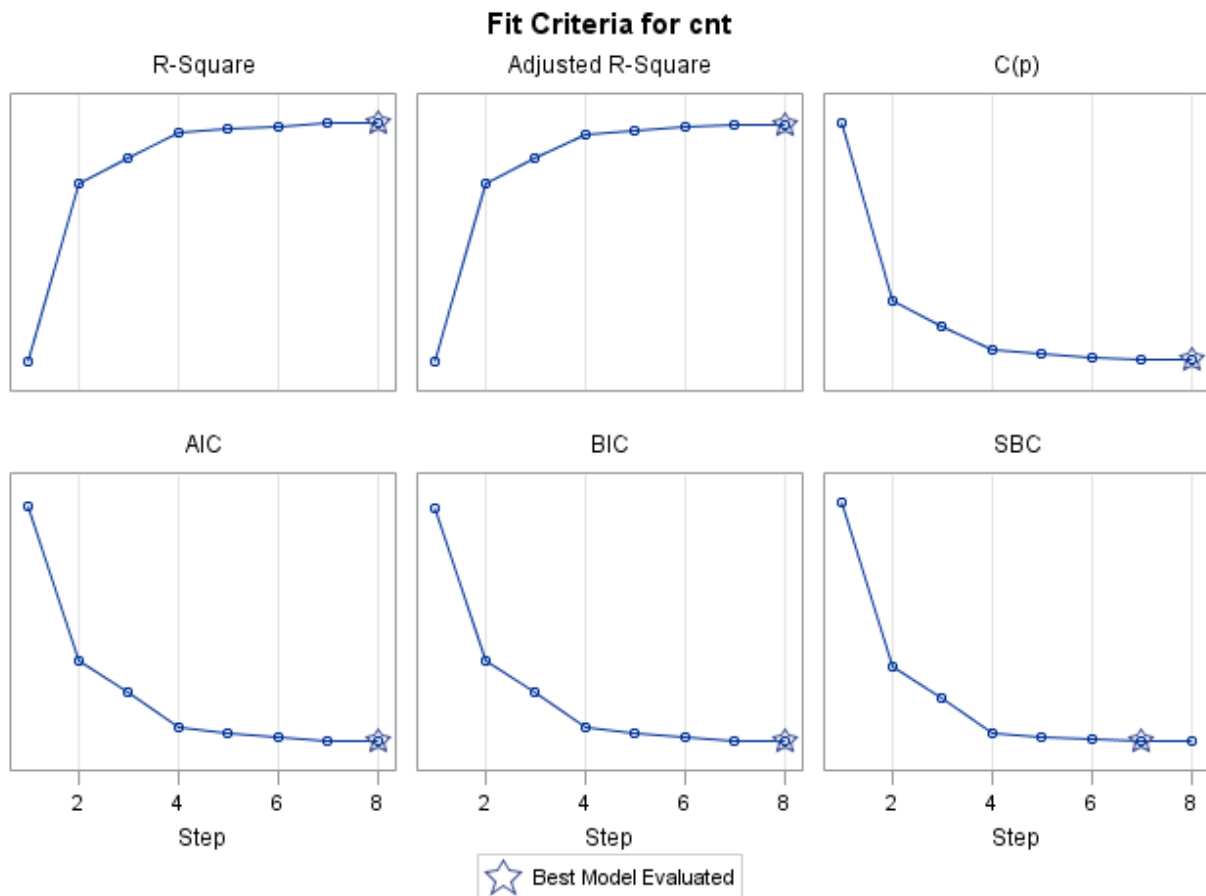 Fit Criteria for cnt
R-Square Adjusted R-Square C(p)
AIC BIC SBC
2 4 6 8 2 4 6 8 2 4 6 8
Step Step Step
Best Model Evaluated